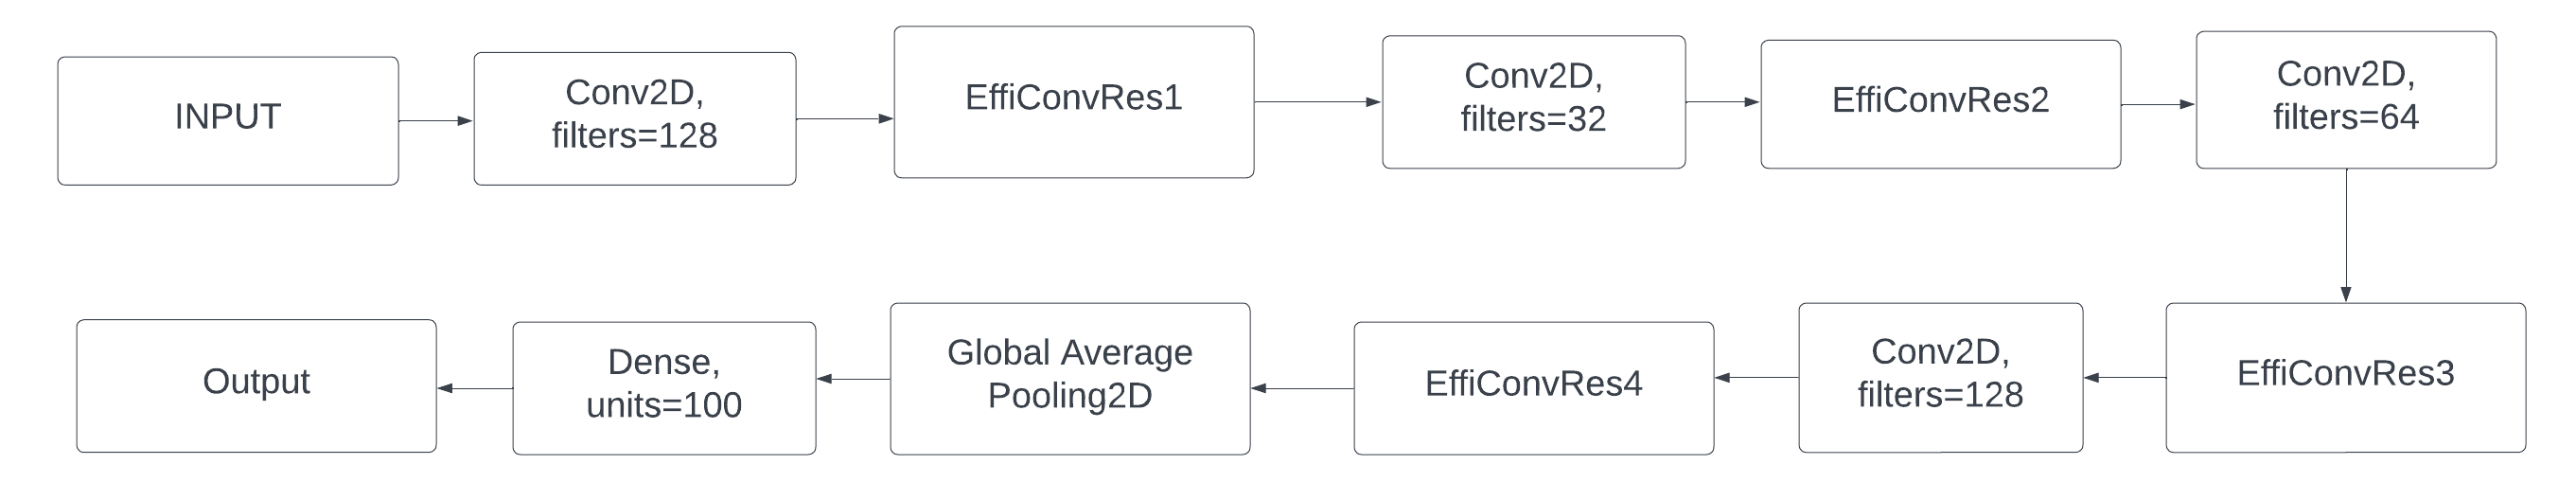 INPUT
Conv2D,
filters=128
EffiConvRes1
Conv2D,
filters=32
EffiConvRes2
Conv2D,
filters=64
EffiConvRes3
Conv2D,
filters=128
EffiConvRes4
Global Average
Pooling2D
Dense,
units=100
Output